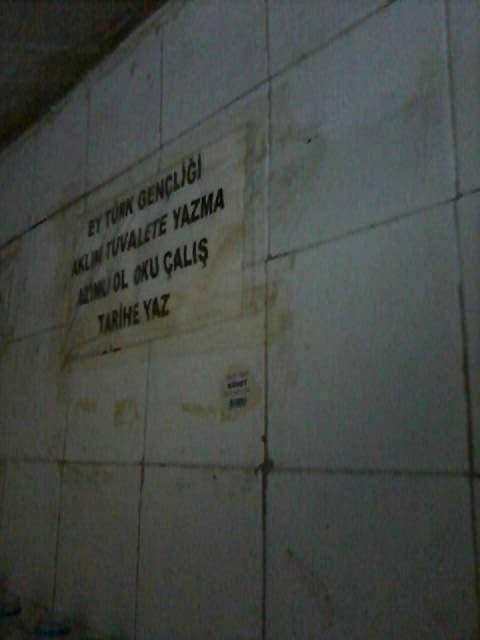 EY TÜRK GENÇLİĞİ
AKLINI TUVALETE YAZMA
AZİMLİ OL OKU ÇALIŞ
TARİHE YAZ